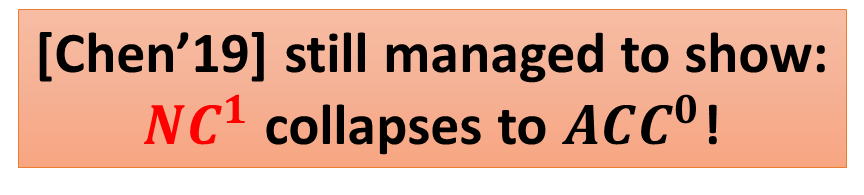 [Chen’19] still managed to show:
NC¹ collapses to ACC⁰!